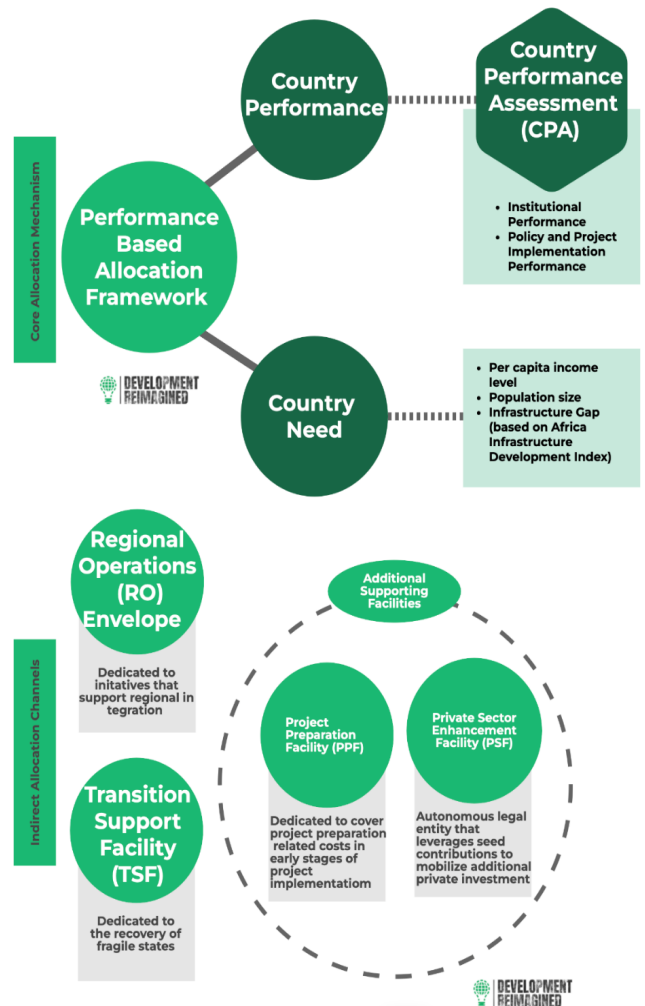 Core Allocation Mechanism
Performance
Based
Allocation
Framework
Country
Performance
Country
Performance
Assessment
(CPA)
• Institutional
Performance
• Policy and Project
Implementation
Performance
Country
Need
• Per capita income
level
• Population size
• Infrastructure Gap
(based on Africa
Infrastructure
Development Index)
DEVELOPMENT
REIMAGINED
Indirect Allocation Channels
Regional
Operations
(RO)
Envelope
Dedicated to
initatives that
support regional in
tegration
Transition
Support
Facility
(TSF)
Dedicated to
the recovery of
fragile states
Additional
Supporting
Facilities
Project
Preparation
Facility (PPF)
Dedicated to cover
project preparation
related costs in
early stages of
project
implementatiom
Private Sector
Enhancement
Facility (PSF)
Autonomous legal
entity that
leverages seed
contributions to
mobilize additional
private investment
DEVELOPMENT
REIMAGINED